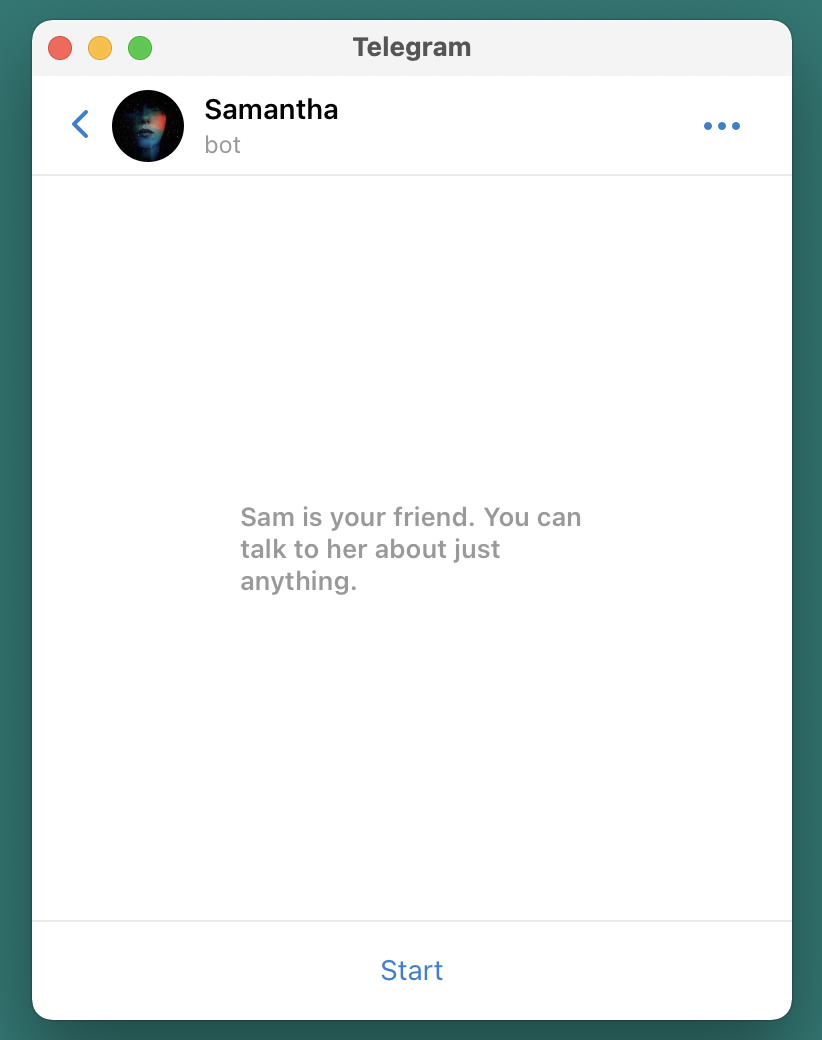 Telegram
Samantha
bot
Sam is your friend. You can
talk to her about just
anything.
Start